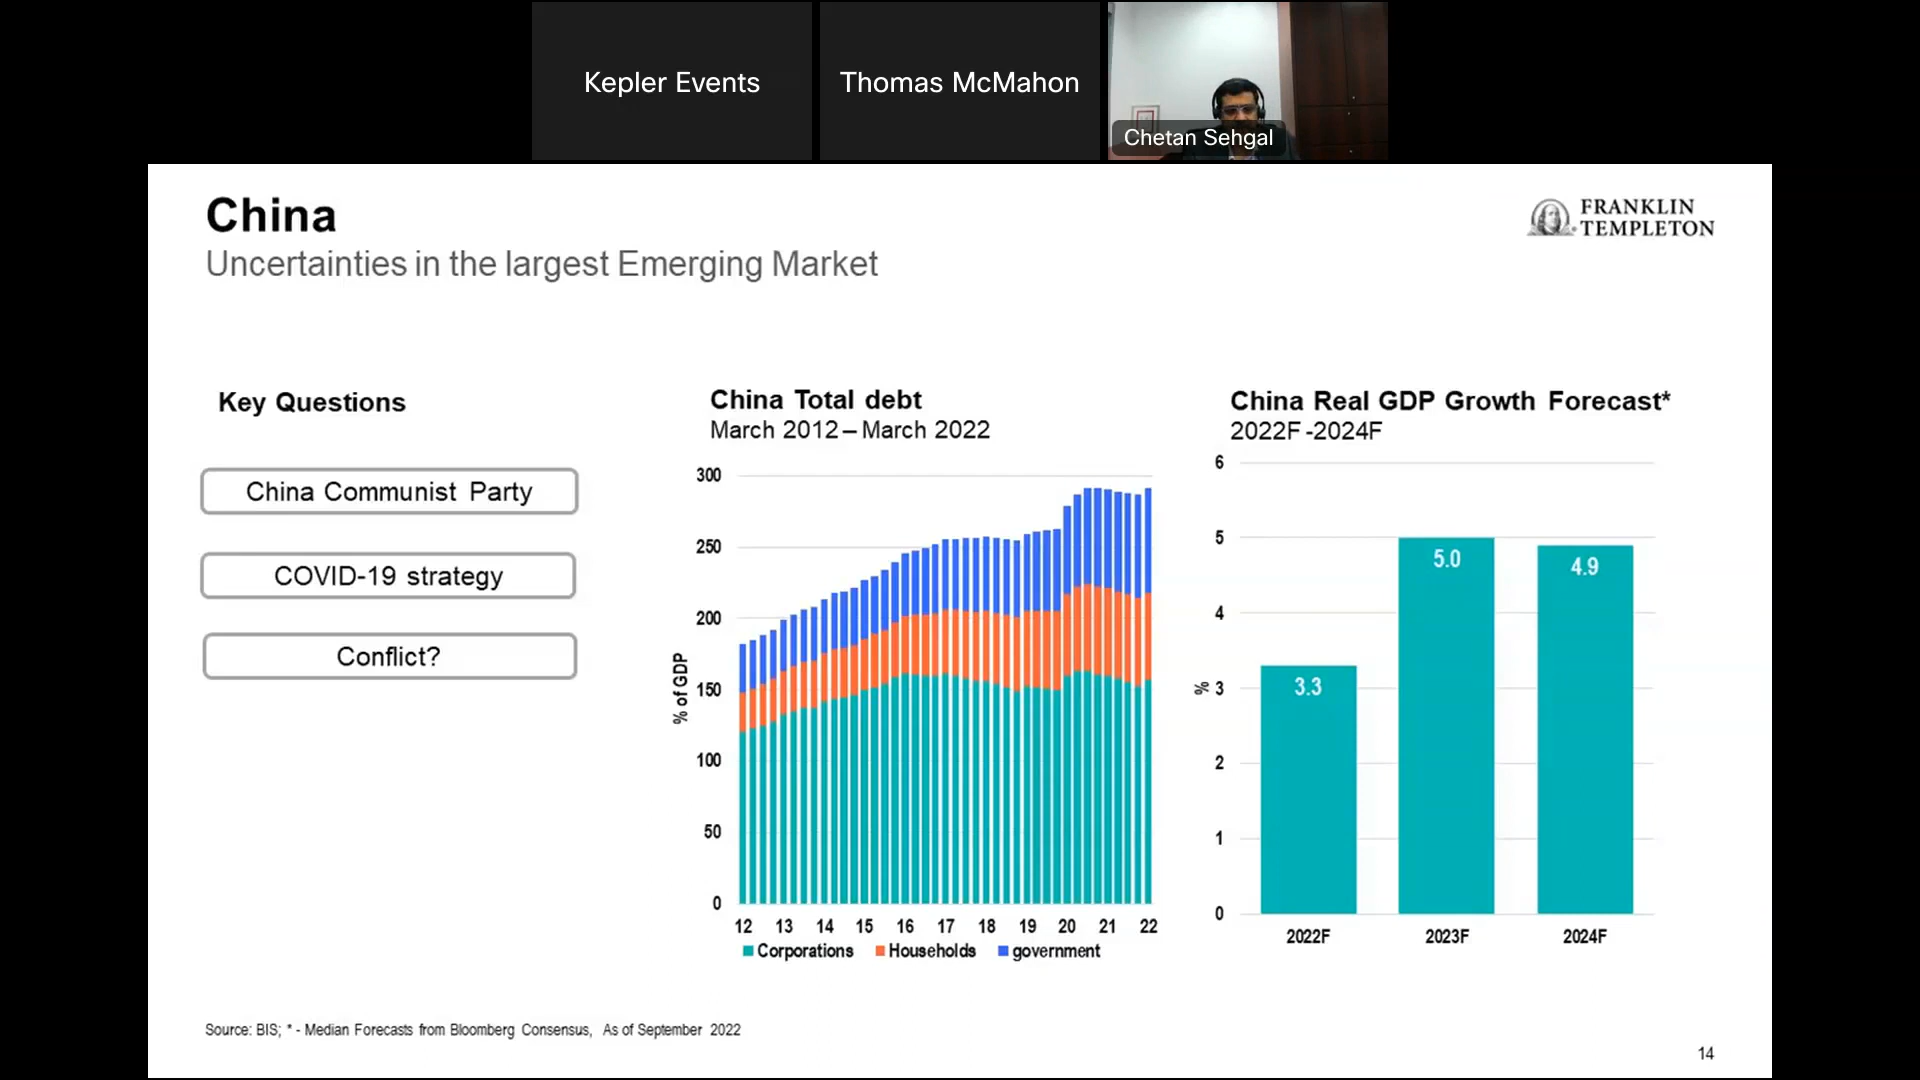 Kepler Events
Thomas McMahon
Chetan Sehgal
China
Uncertainties in the largest Emerging Market
FRANKLIN
TEMPLETON
Key Questions
China Communist Party
COVID-19 strategy
Conflict?
China Total debt
March 2012 – March 2022
300
250
200
150
100
50
0
% of GDP
12 13 14 15 16 17 18 19 20 21 22
Corporations Households government
China Real GDP Growth Forecast*
2022F -2024F
6
5
4
3
2
1
0
%
3.3
5.0
4.9
2022F 2023F 2024F
Source: BIS; * - Median Forecasts from Bloomberg Consensus, As of September 2022
14